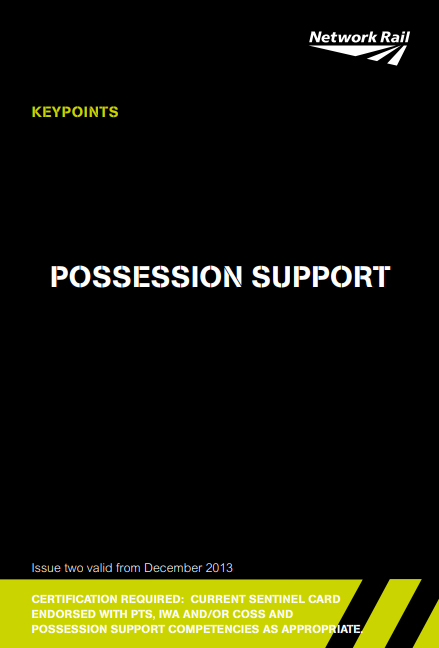 Network Rail
KEYPOINTS
POSSESSION SUPPORT
Issue two valid from December 2013
CERTIFICATION REQUIRED: CURRENT SENTINEL CARD
ENDORSED WITH PTS, IWA AND/OR COSS AND
POSSESSION SUPPORT COMPETENCIES AS APPROPRIATE.